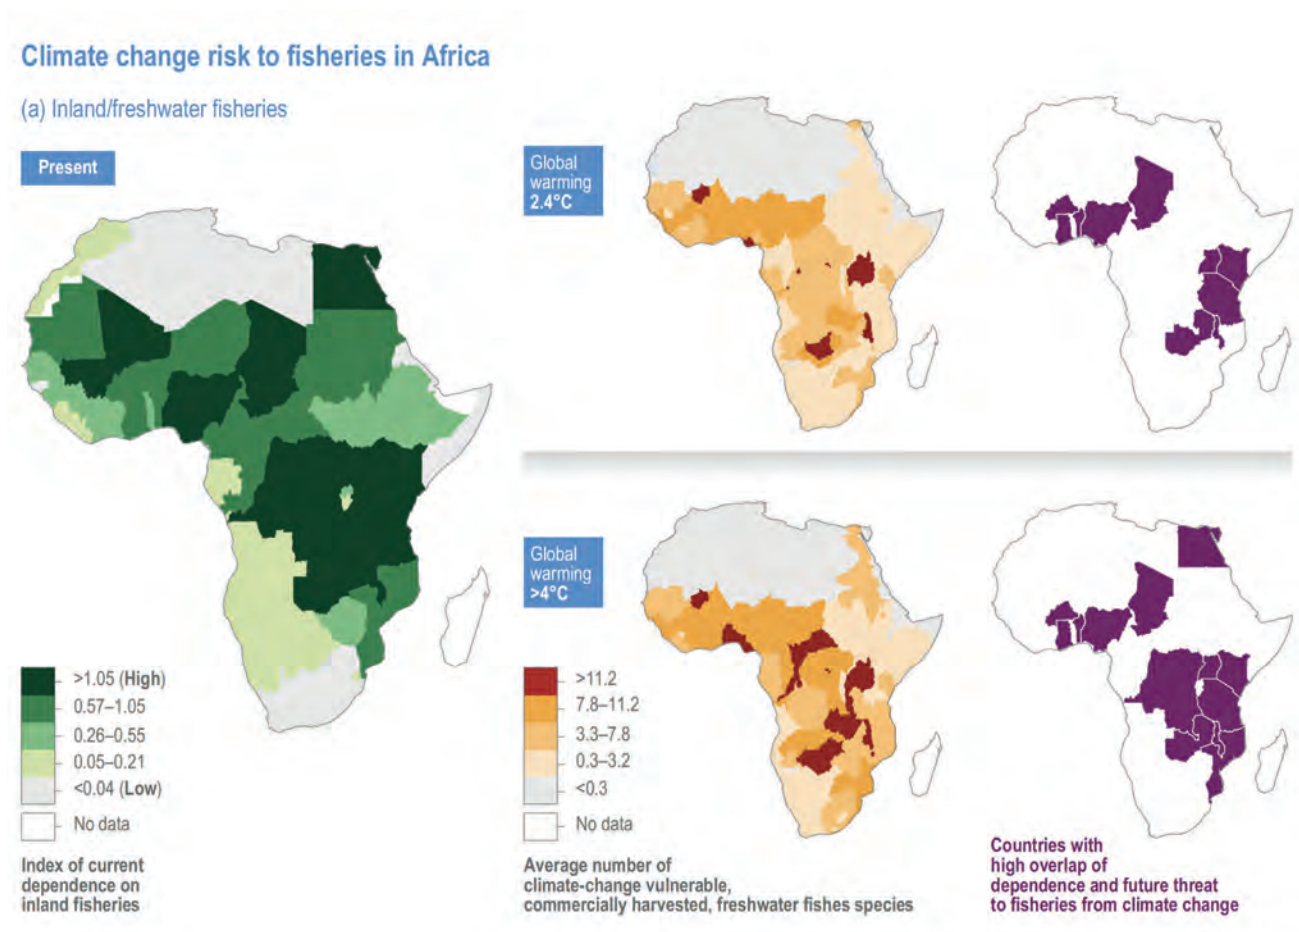 Climate change risk to fisheries in Africa
(a) Inland/freshwater fisheries
Present
>1.05 (High)
0.57–1.05
0.26–0.55
0.05–0.21
<0.04 (Low)
No data
Index of current
dependence on
inland fisheries
Global
warming
2.4°C
Global
warming
>4°C
>11.2
7.8–11.2
3.3–7.8
0.3–3.2
<0.3
No data
Average number of
climate-change vulnerable,
commercially harvested, freshwater fishes species
Countries with
high overlap of
dependence and future threat
to fisheries from climate change